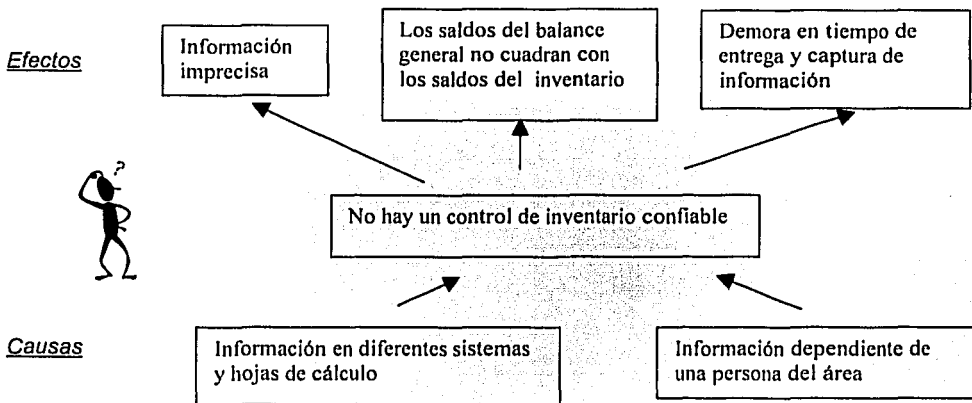 Efectos
Información
imprecisa
Los saldos del balance
general no cuadran con
los saldos del inventario
Demora en tiempo de
entrega y captura de
información
?
No hay un control de inventario confiable
Causas
Información en diferentes sistemas
y hojas de cálculo
Información dependiente de
una persona del área